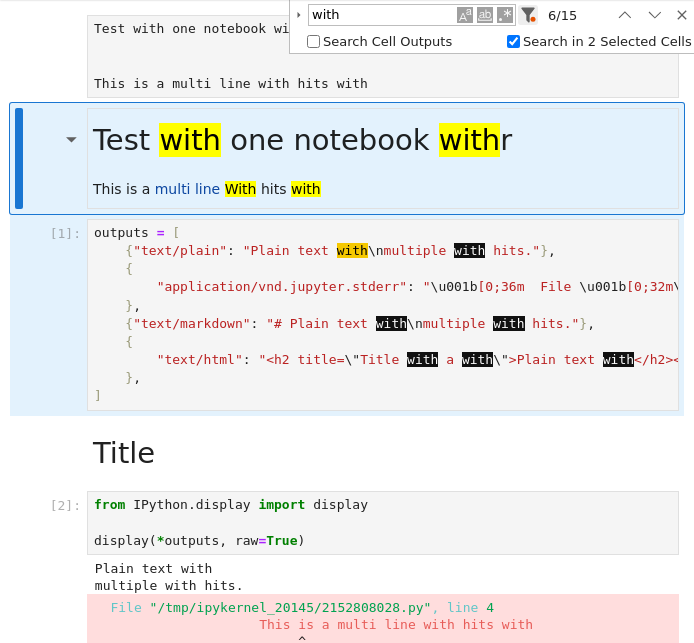 with
6/15
Search Cell Outputs
Search in 2 Selected Cells
Test with one notebook wi
This is a multi line with hits with
Test with one notebook withr
This is a multi line With hits with
[1]:
outputs = [
{"text/plain": "Plain text with\nmultiple with hits."},
{
"application/vnd.jupyter.stderr": "\u001b[0;36m  File \u001b[0;32m\
},
{"text/markdown": "# Plain text with\nmultiple with hits."},
{
"text/html": "<h2 title=\"Title with a with\">Plain text with</h2><
},
]
Title
[2]:
from IPython.display import display
display(*outputs, raw=True)
Plain text with
multiple with hits.
File "/tmp/ipykernel_20145/2152808028.py", line 4
This is a multi line with hits with
^